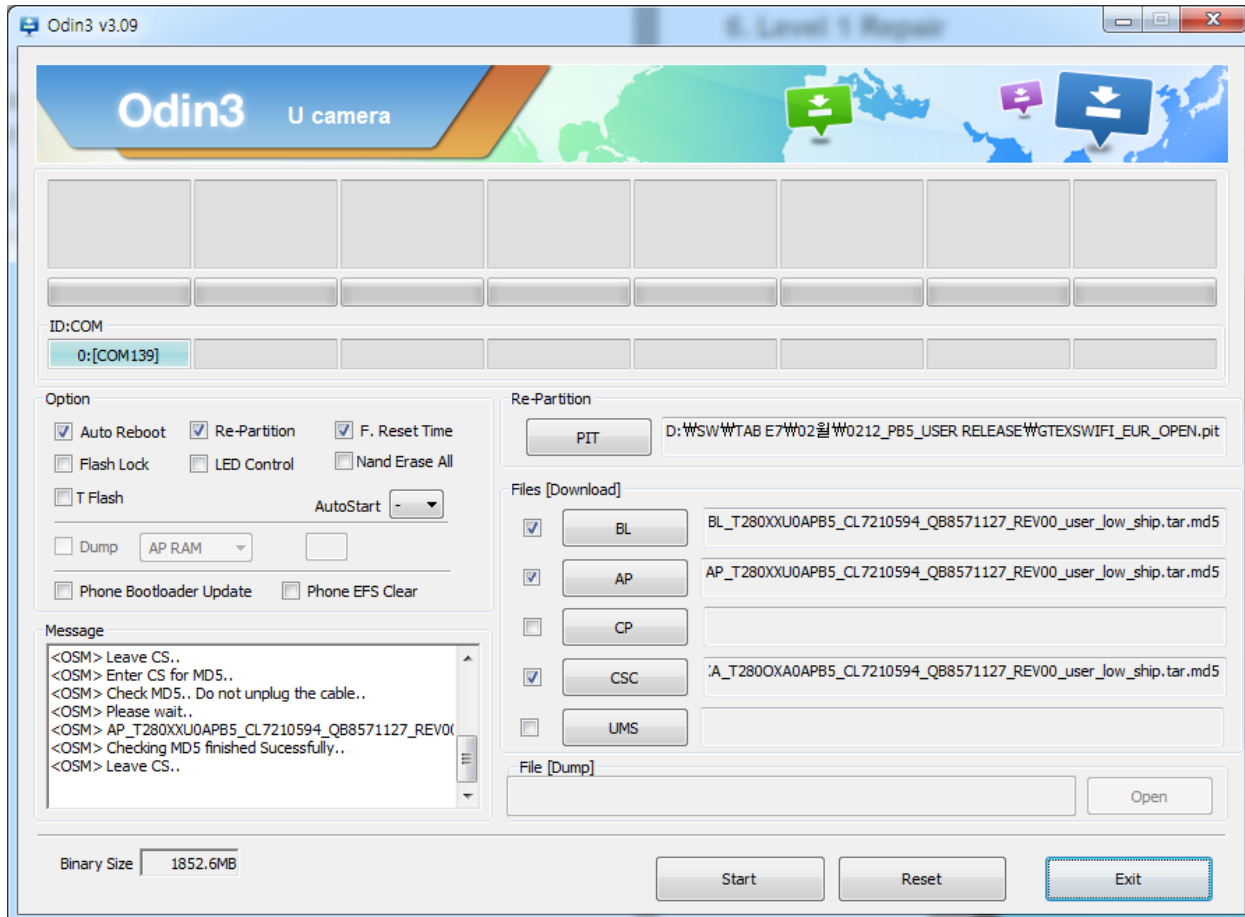 Odin3 v3.09
6. Level 1 Repair
Odin3 U camera
ID:COM
0:[COM139]
Option
Auto Reboot Re-Partition F. Reset Time
Flash Lock LED Control Nand Erase All
T Flash AutoStart -
Dump AP RAM
Phone Bootloader Update Phone EFS Clear
Message
<OSM> Leave CS..
<OSM> Enter CS for MD5..
<OSM> Check MD5.. Do not unplug the cable..
<OSM> Please wait..
<OSM> AP_T280XXU0APB5_CL7210594_QB8571127_REV00
<OSM> Checking MD5 finished Sucessfully..
<OSM> Leave CS..
Re-Partition
PIT D:₩SW₩TAB E7₩02월₩0212_PB5_USER RELEASE₩GTEXSWIFI_EUR_OPEN.pit
Files [Download]
BL BL_T280XXU0APB5_CL7210594_QB8571127_REV00_user_low_ship.tar.md5
AP AP_T280XXU0APB5_CL7210594_QB8571127_REV00_user_low_ship.tar.md5
CP
CSC A_T280OXA0APB5_CL7210594_QB8571127_REV00_user_low_ship.tar.md5
UMS
File [Dump]
Open
Binary Size 1852.6MB
Start Reset Exit